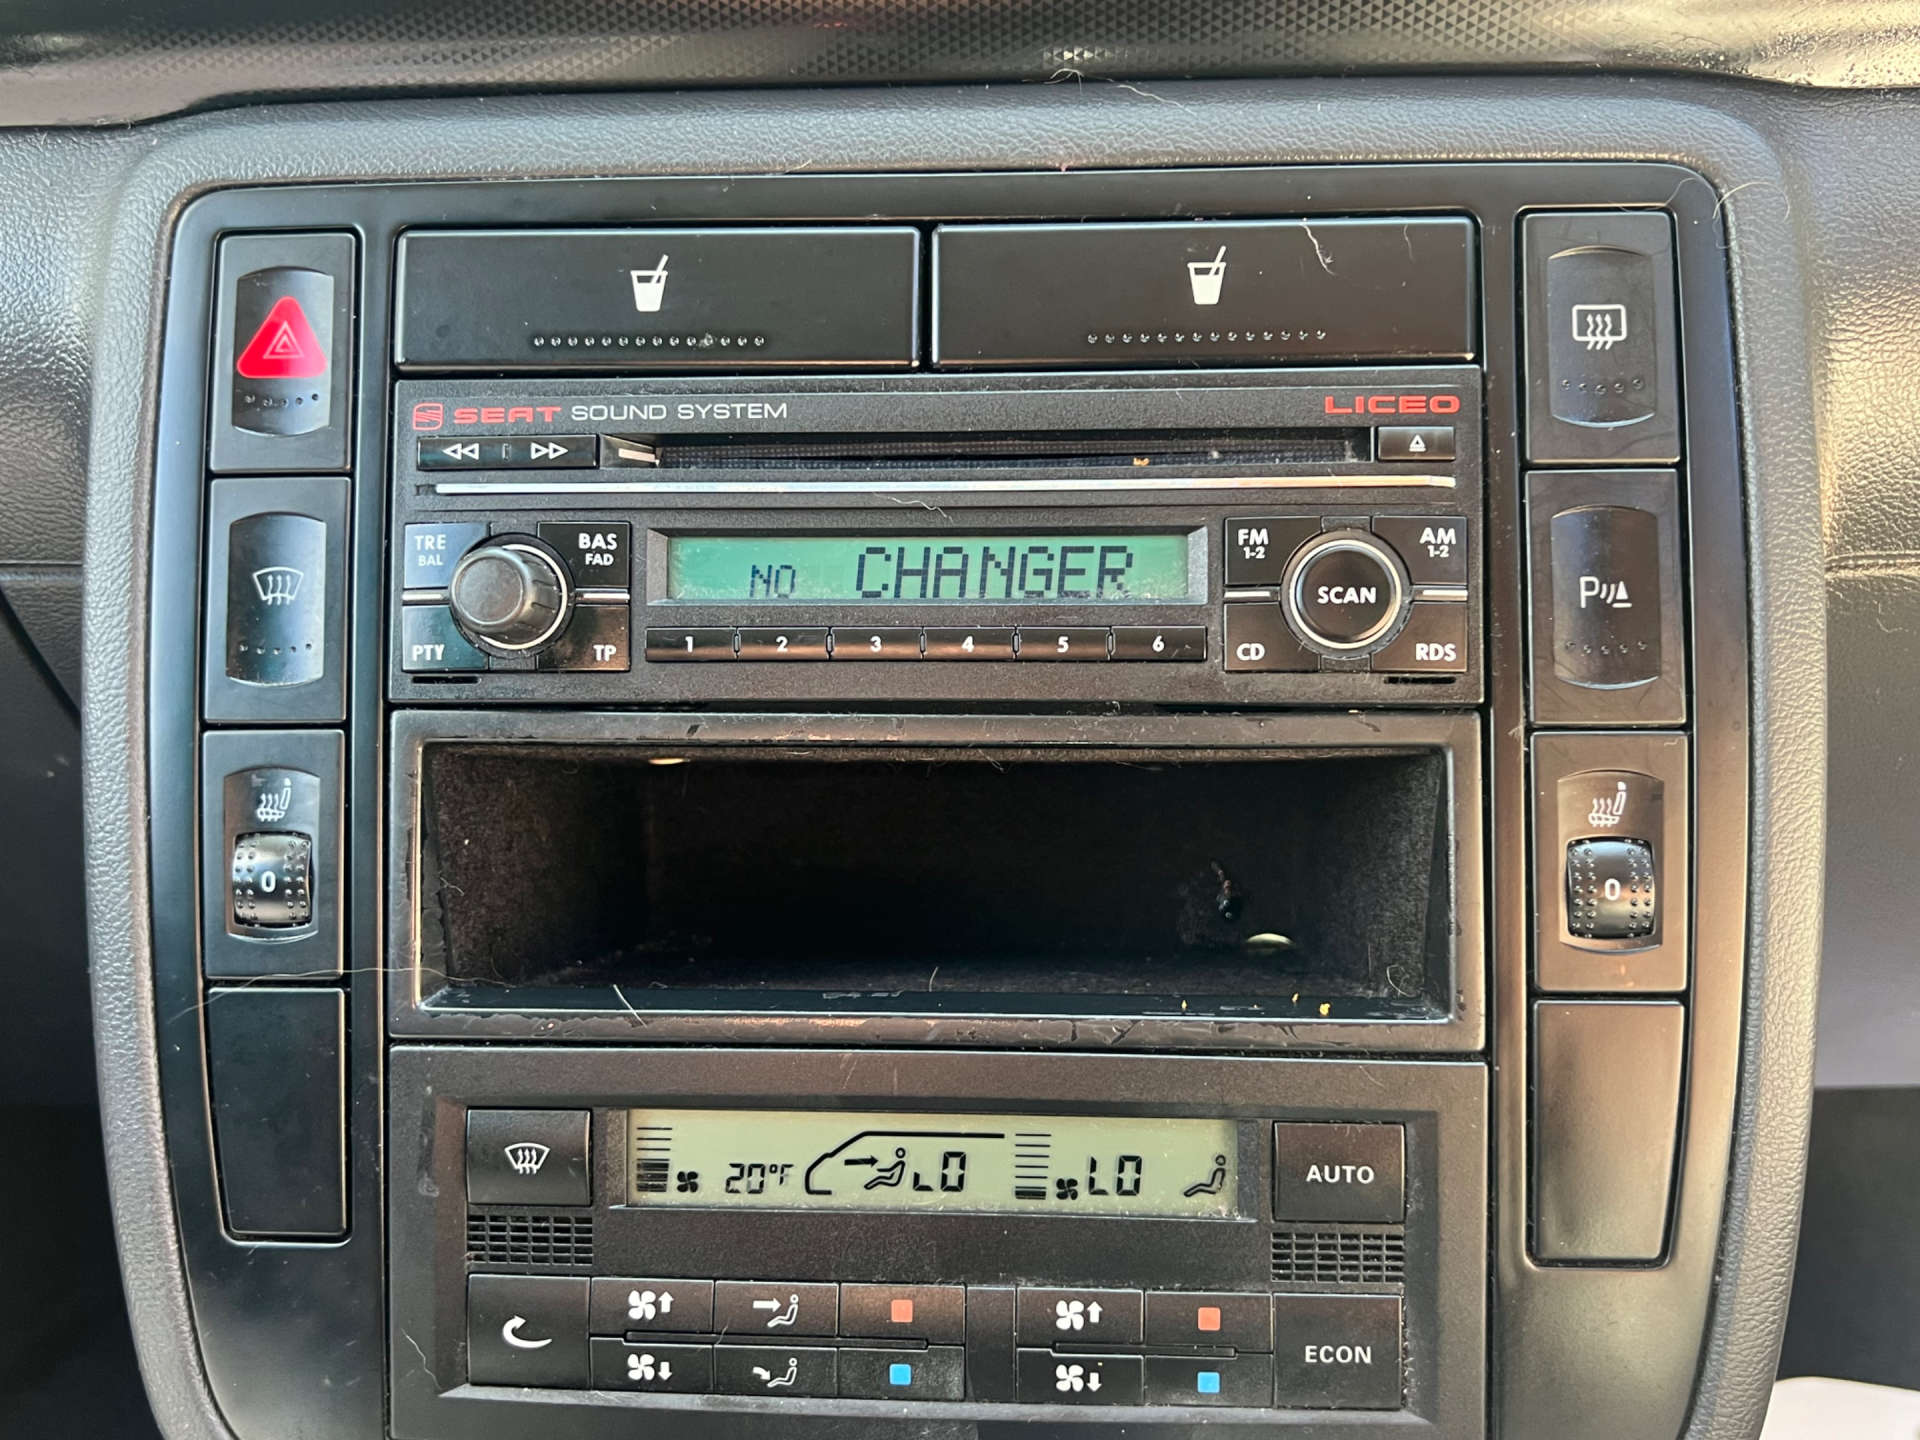 SEAT SOUND SYSTEM
LICEO
TRE
BAL
BAS
FAD
PTY
TP
NO CHANGER
1 2 3 4 5 6
FM
1-2
AM
1-2
SCAN
CD
RDS
P
0
0
20°F
LO
LO
AUTO
ECON